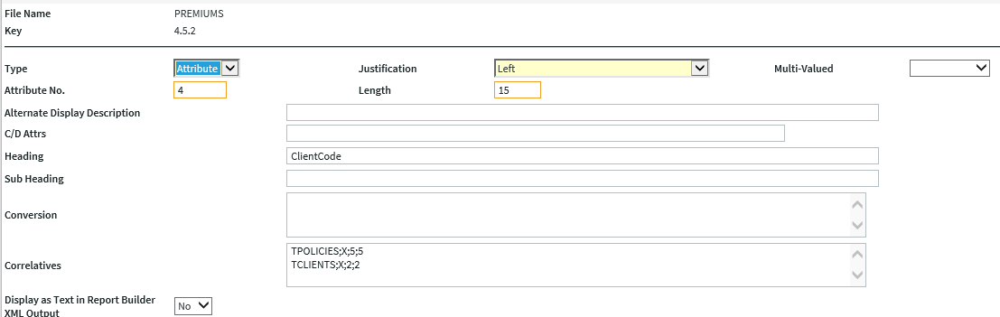 File Name PREMIUMS
Key 4.5.2
Type Attribute Justification Left Multi-Valued
Attribute No. 4 Length 15
Alternate Display Description
C/D Attrs
Heading ClientCode
Sub Heading
Conversion
TPOLICIES;X;5;5
Correlatives TCLIENTS;X;2;2
Display as Text in Report Builder
XML Output No